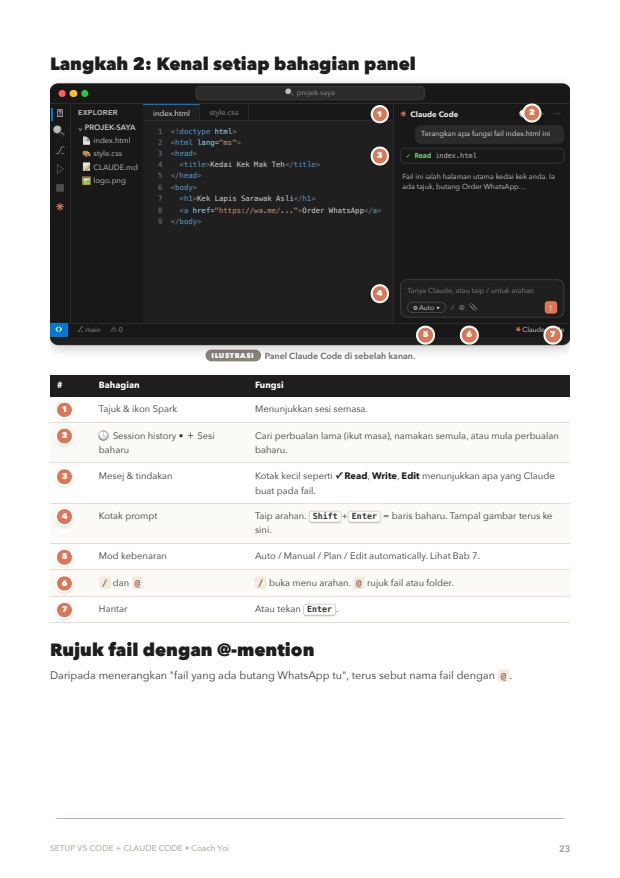 Langkah 2: Kenal setiap bahagian panel
projek-saya
EXPLORER
PROJEK-SAYA
index.html
style.css
CLAUDE.md
logo.png
index.html style.css
1 <!doctype html>
2 <html lang="ms">
3 <head>
4 <title>Kedai Kek Mak Teh</title>
5 </head>
6 <body>
7 <h1>Kek Lapis Sarawak Asli</h1>
8 <a href="https://wa.me/...">Order WhatsApp</a>
9 </body>
1
3
4
Claude Code
2
Terangkan apa fungsi fail index.html ini
✓ Read index.html
Fail ini ialah halaman utama kedai kek anda. Ia
ada tajuk, butang Order WhatsApp...
Tanya Claude, atau taip / untuk arahan
Auto ▾ / @
main 0
5 6 7
ILUSTRASI Panel Claude Code di sebelah kanan.
# Bahagian Fungsi
1 Tajuk & ikon Spark Menunjukkan sesi semasa.
2 Session history • + Sesi baharu Cari perbualan lama (ikut masa), namakan semula, atau mula perbualan
baharu.
3 Mesej & tindakan Kotak kecil seperti ✓Read, Write, Edit menunjukkan apa yang Claude
buat pada fail.
4 Kotak prompt Taip arahan. Shift+Enter = baris baharu. Tampal gambar terus ke
sini.
5 Mod kebenaran Auto / Manual / Plan / Edit automatically. Lihat Bab 7.
6 / dan @ / buka menu arahan. @ rujuk fail atau folder.
7 Hantar Atau tekan Enter.
Rujuk fail dengan @-mention
Daripada menerangkan "fail yang ada butang WhatsApp tu", terus sebut nama fail dengan @.
SETUP VS CODE + CLAUDE CODE • Coach Yoi 23